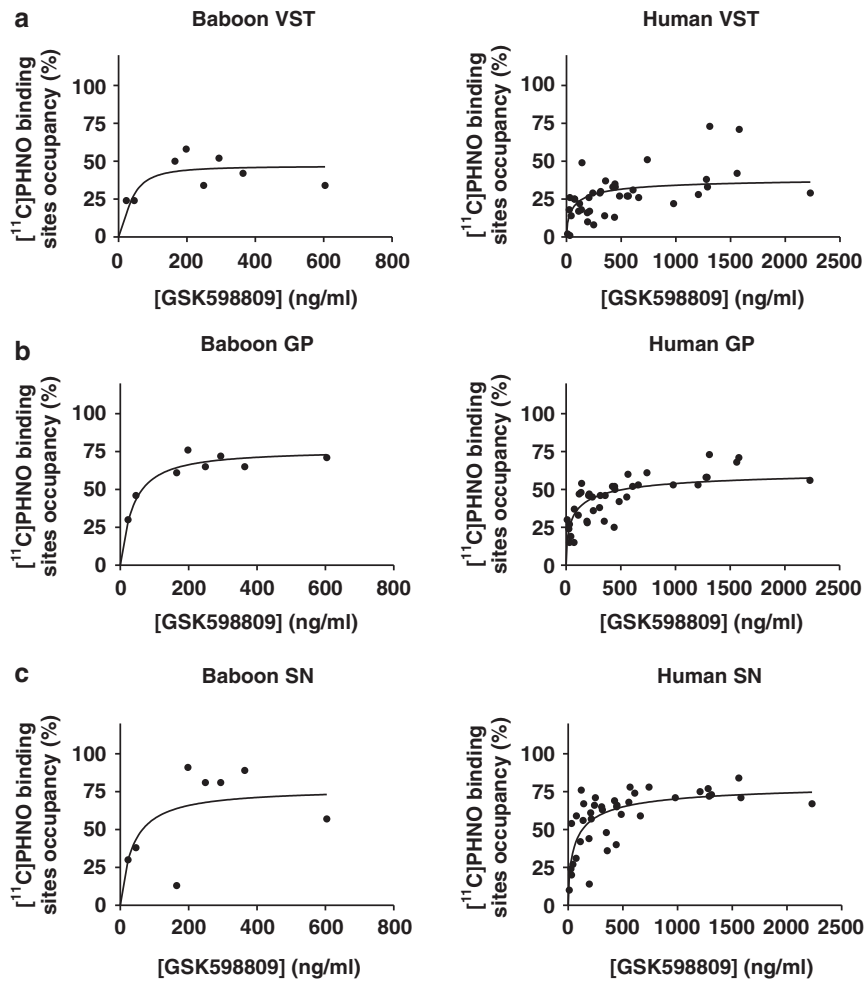 a
Baboon VST
Human VST
[¹¹C]PHNO binding
sites occupancy (%)
100
75
50
25
0
0 200 400 600 800
[GSK598809] (ng/ml)
[¹¹C]PHNO binding
sites occupancy (%)
100
75
50
25
0
0 500 1000 1500 2000 2500
[GSK598809] (ng/ml)
b
Baboon GP
Human GP
[¹¹C]PHNO binding
sites occupancy (%)
100
75
50
25
0
0 200 400 600 800
[GSK598809] (ng/ml)
[¹¹C]PHNO binding
sites occupancy (%)
100
75
50
25
0
0 500 1000 1500 2000 2500
[GSK598809] (ng/ml)
c
Baboon SN
Human SN
[¹¹C]PHNO binding
sites occupancy (%)
100
75
50
25
0
0 200 400 600 800
[GSK598809] (ng/ml)
[¹¹C]PHNO binding
sites occupancy (%)
100
75
50
25
0
0 500 1000 1500 2000 2500
[GSK598809] (ng/ml)